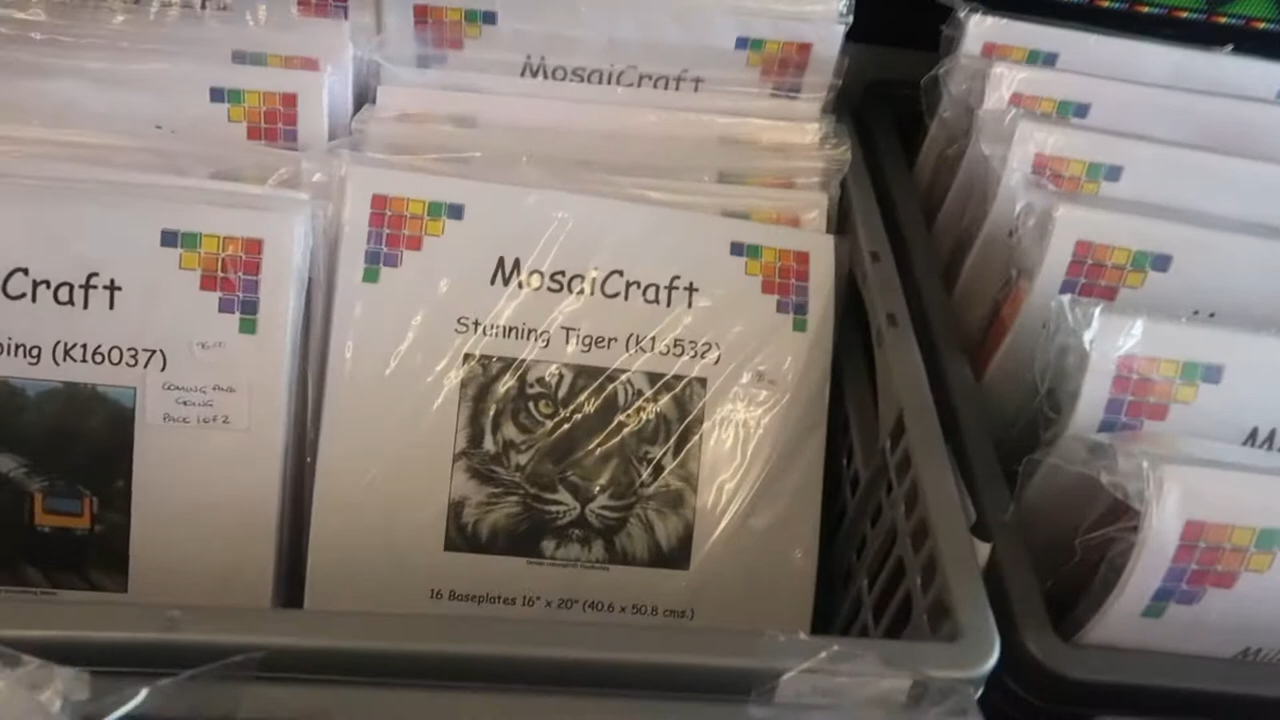 MosaiCraft
Craft
ing (K16037)
COMING AND
GOING
PACK 1 of 2
MosaiCraft
Stunning Tiger (K16532)
16 Baseplates 16" x 20" (40.6 x 50.8 cms.)